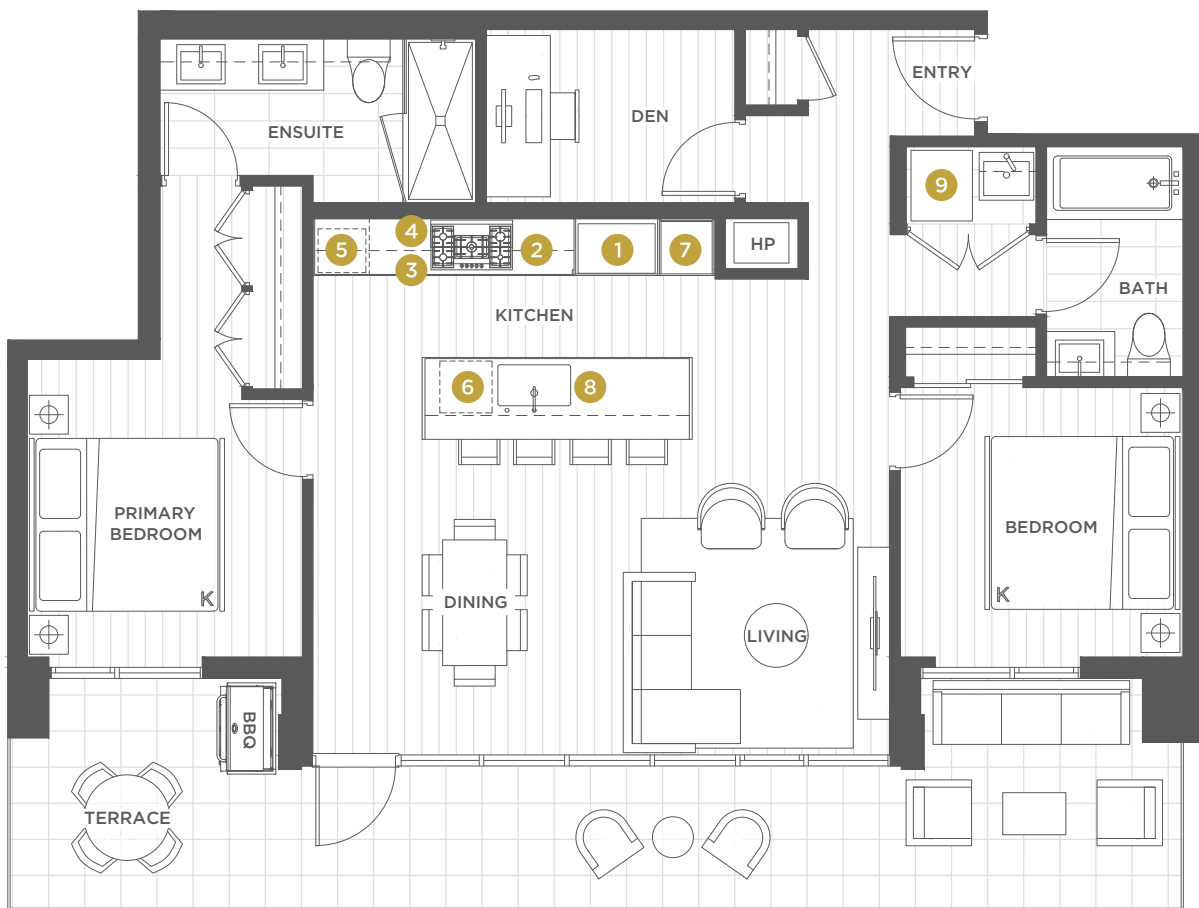 ENTRY
DEN
ENSUITE
9
5
4
3
2
1
7
HP
BATH
KITCHEN
6
8
PRIMARY
BEDROOM
K
BEDROOM
K
DINING
LIVING
BBQ
TERRACE